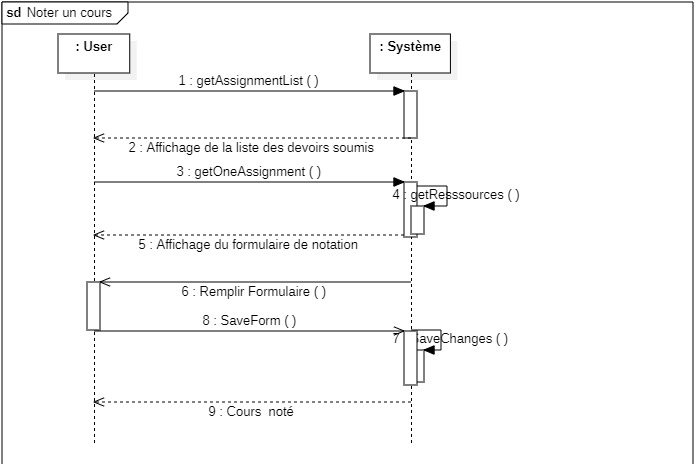 sd Noter un cours
: User
: Système
1 : getAssignmentList ( )
2 : Affichage de la liste des devoirs soumis
3 : getOneAssignment ( )
4 : getResssources ( )
5 : Affichage du formulaire de notation
6 : Remplir Formulaire ( )
8 : SaveForm ( )
7 : saveChanges ( )
9 : Cours noté